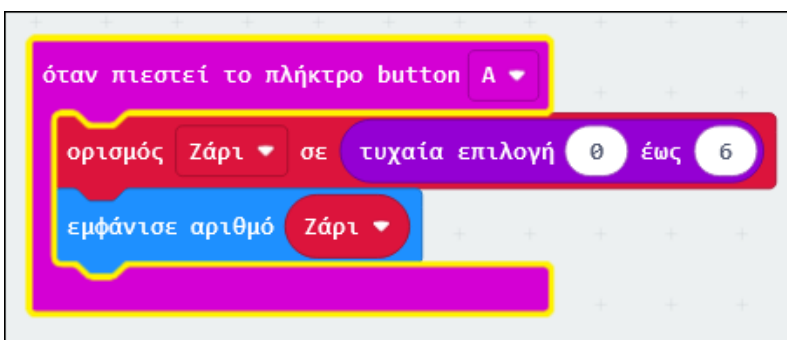 όταν πιεστεί το πλήκτρο button A
ορισμός Ζάρι σε τυχαία επιλογή 0 έως 6
εμφάνισε αριθμό Ζάρι